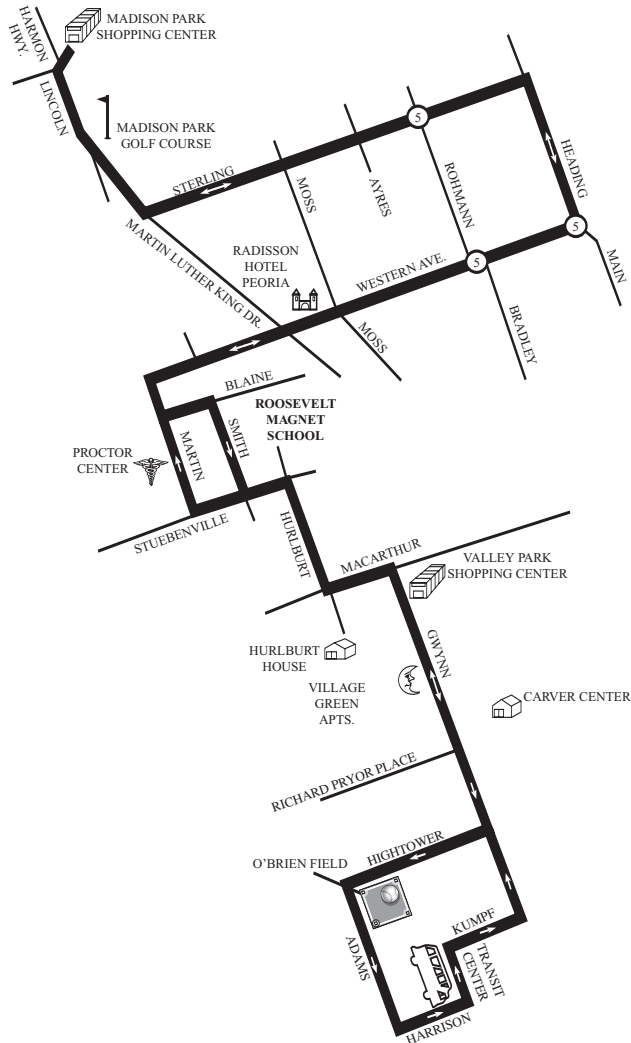 HARMON
HWY.
MADISON PARK
SHOPPING CENTER
LINCOLN
MADISON PARK
GOLF COURSE
5
STERLING
MOSS
AYRES
ROHMANN
HEADING
MARTIN LUTHER KING DR.
RADISSON
HOTEL
PEORIA
WESTERN AVE.
5
5
MAIN
MOSS
BRADLEY
BLAINE
ROOSEVELT
MAGNET
SCHOOL
SMITH
MARTIN
PROCTOR
CENTER
STUEBENVILLE
HURLBURT
MACARTHUR
VALLEY PARK
SHOPPING CENTER
HURLBURT
HOUSE
GWYNN
VILLAGE
GREEN
APTS.
CARVER CENTER
RICHARD PRYOR PLACE
HIGHTOWER
O'BRIEN FIELD
KUMPF
ADAMS
TRANSIT
CENTER
HARRISON